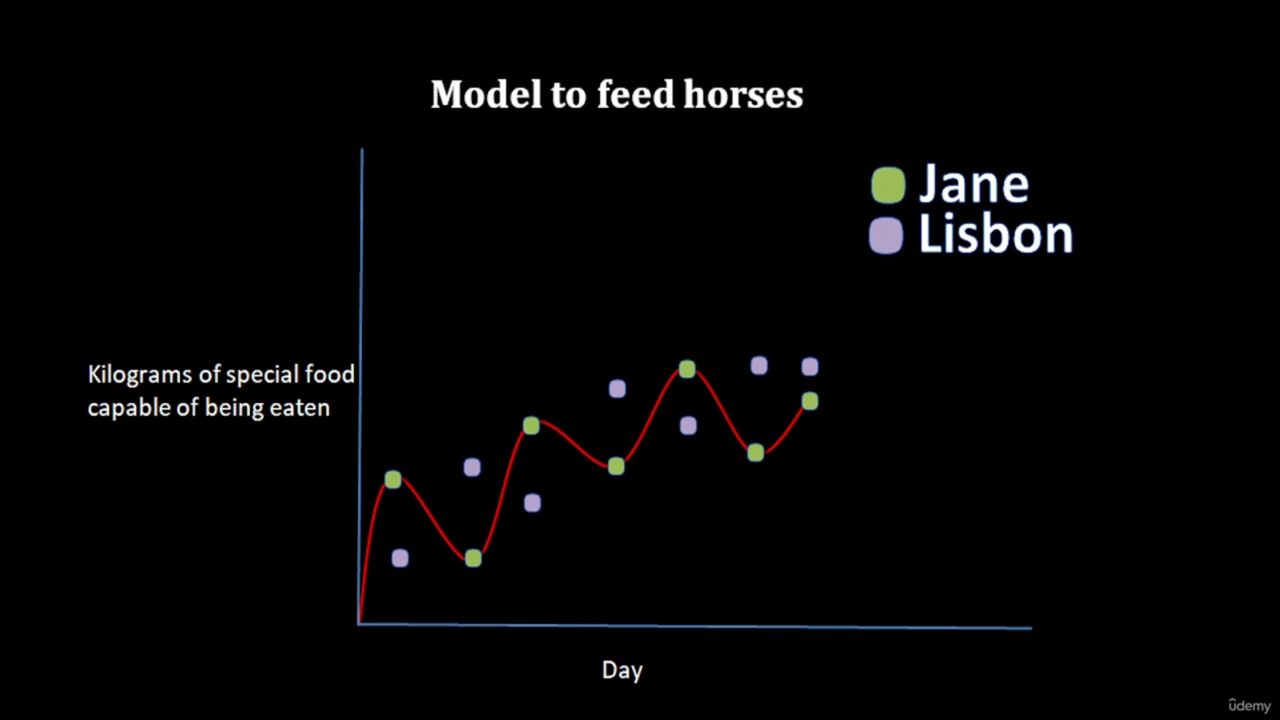 Model to feed horses
Jane
Lisbon
Kilograms of special food
capable of being eaten
Day
ûdemy